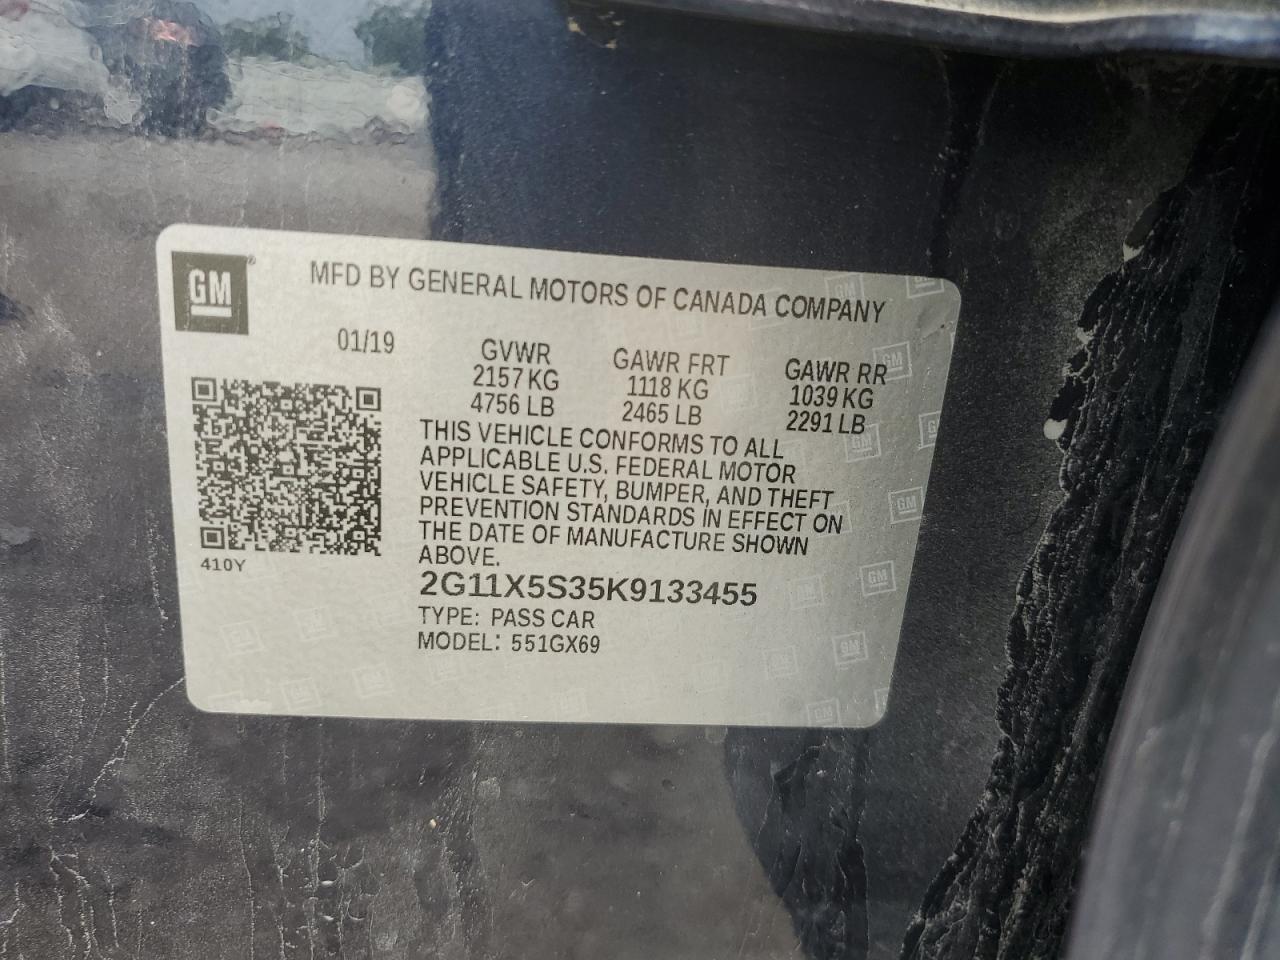 GM
MFD BY GENERAL MOTORS OF CANADA COMPANY
01/19
GVWR
2157 KG
4756 LB
GAWR FRT
1118 KG
2465 LB
GAWR RR
1039 KG
2291 LB
THIS VEHICLE CONFORMS TO ALL
APPLICABLE U.S. FEDERAL MOTOR
VEHICLE SAFETY, BUMPER, AND THEFT
PREVENTION STANDARDS IN EFFECT ON
THE DATE OF MANUFACTURE SHOWN
ABOVE.
410Y
2G11X5S35K9133455
TYPE: PASS CAR
MODEL: 551GX69